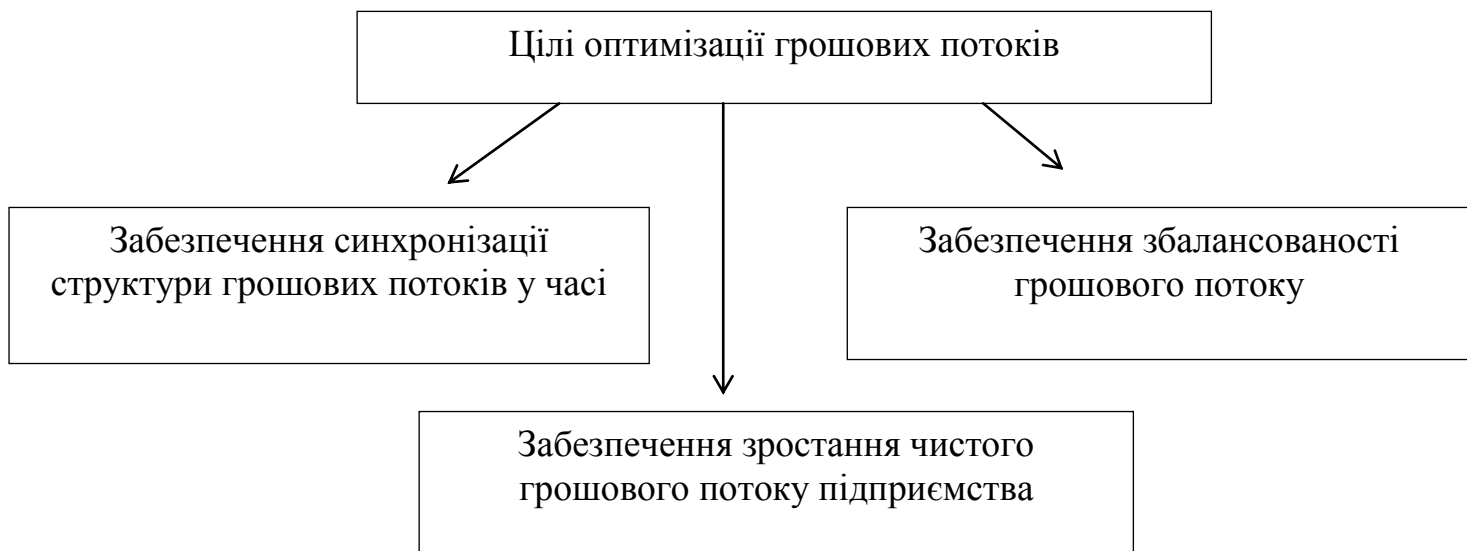 Цілі оптимізації грошових потоків
Забезпечення синхронізації
структури грошових потоків у часі
Забезпечення збалансованості
грошового потоку
Забезпечення зростання чистого
грошового потоку підприємства